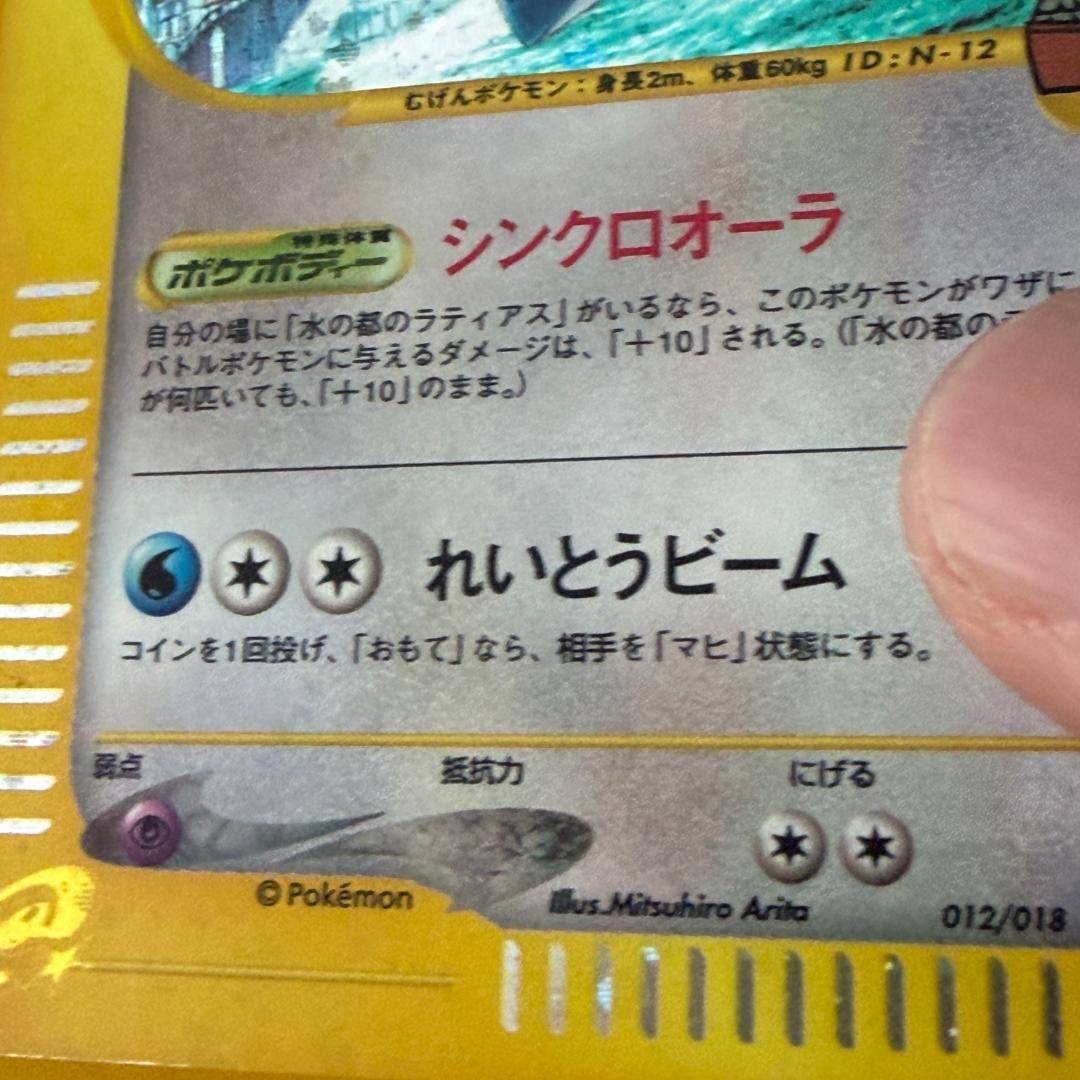 むげんポケモン：身長2m、体重60kg ID：N-12
特殊体質
ポケボディー シンクロオーラ
自分の場に「水の都のラティアス」がいるなら、このポケモンがワザに
バトルポケモンに与えるダメージは、「＋10」される。（「水の都の
が何匹いても、「＋10」のまま。）
れいとうビーム
コインを1回投げ、「おもて」なら、相手を「マヒ」状態にする。
弱点 抵抗力 にげる
©Pokémon Illus.Mitsuhiro Arita 012/018